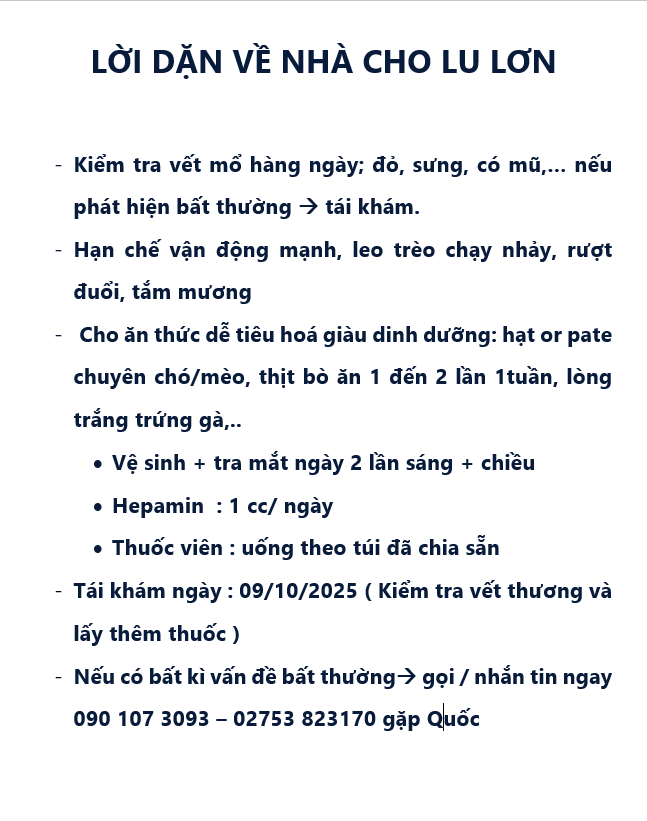 LỜI DẶN VỀ NHÀ CHO LU LƠN
- Kiểm tra vết mổ hàng ngày; đỏ, sưng, có mũ,... nếu
phát hiện bất thường → tái khám.
- Hạn chế vận động mạnh, leo trèo chạy nhảy, rượt
đuổi, tắm mương
- Cho ăn thức dễ tiêu hoá giàu dinh dưỡng: hạt or pate
chuyên chó/mèo, thịt bò ăn 1 đến 2 lần 1tuần, lòng
trắng trứng gà,..
• Vệ sinh + tra mắt ngày 2 lần sáng + chiều
• Hepamin : 1 cc/ ngày
• Thuốc viên : uống theo túi đã chia sẵn
- Tái khám ngày : 09/10/2025 ( Kiểm tra vết thương và
lấy thêm thuốc )
- Nếu có bất kì vấn đề bất thường→ gọi / nhắn tin ngay
090 107 3093 – 02753 823170 gặp Quốc